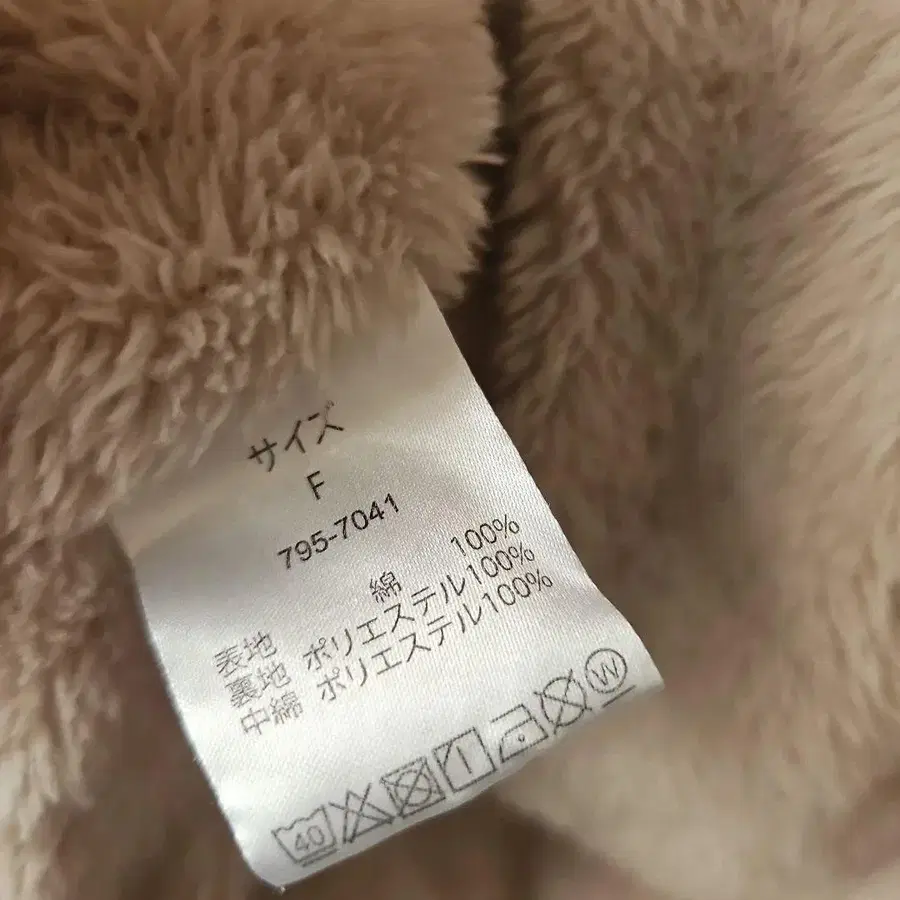 サイズ
F
795-7041
表地 綿 100%
裏地 ポリエステル100%
中綿 ポリエステル100%
40 W